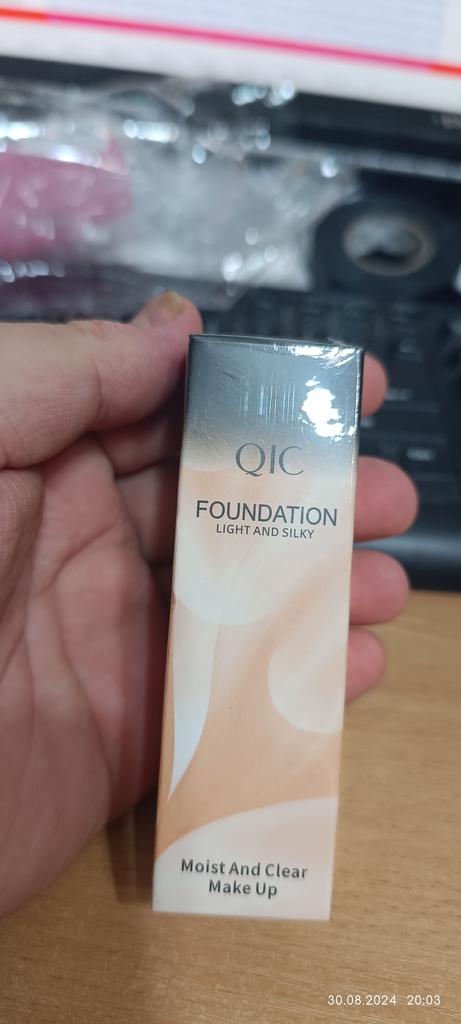 QIC
FOUNDATION
LIGHT AND SILKY
Moist And Clear
Make Up
30.08.2024 20:03